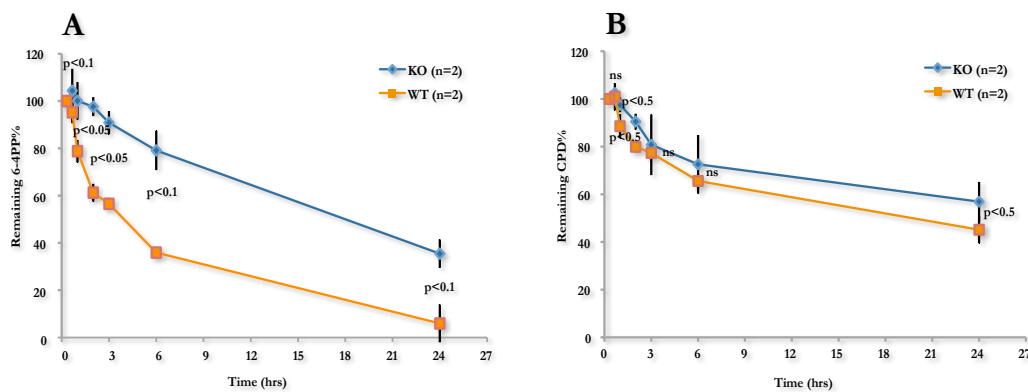 A
120
100
80
60
40
20
0
0 3 6 9 12 15 18 21 24 27
Remaining 6-4PP%
Time (hrs)
KO (n=2)
WT (n=2)
p<0.1
p<0.05
p<0.05
p<0.1
p<0.1
B
120
100
80
60
40
20
0
0 3 6 9 12 15 18 21 24 27
Remaining CPD%
Time (hrs)
KO (n=2)
WT (n=2)
ns
p<0.5
p<0.5
ns
ns
p<0.5